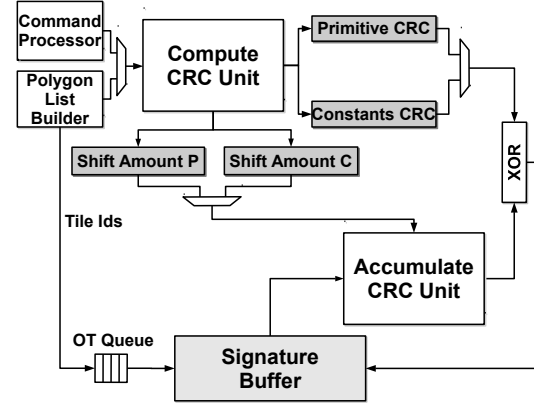 Command
Processor
Polygon
List
Builder
Compute
CRC Unit
Primitive CRC
Constants CRC
Shift Amount P
Shift Amount C
XOR
Tile Ids
Accumulate
CRC Unit
OT Queue
Signature
Buffer